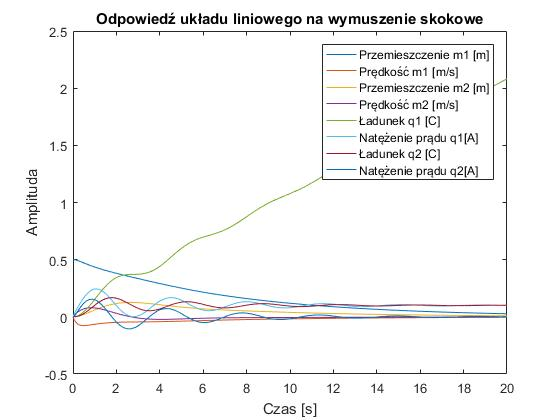 Odpowiedź układu liniowego na wymuszenie skokowe
2.5
2
1.5
1
0.5
0
-0.5
Amplituda
Przemieszczenie m1 [m]
Prędkość m1 [m/s]
Przemieszczenie m2 [m]
Prędkość m2 [m/s]
Ładunek q1 [C]
Natężenie prądu q1[A]
Ładunek q2 [C]
Natężenie prądu q2[A]
0 2 4 6 8 10 12 14 16 18 20
Czas [s]